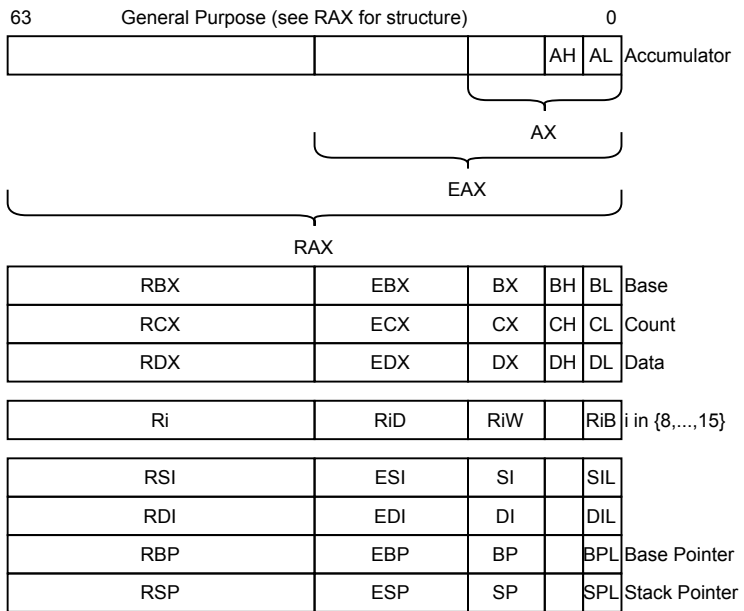 63 General Purpose (see RAX for structure) 0
AH AL Accumulator
AX
EAX
RAX
RBX EBX BX BH BL Base
RCX ECX CX CH CL Count
RDX EDX DX DH DL Data
Ri RiD RiW RiB i in {8,...,15}
RSI ESI SI SIL
RDI EDI DI DIL
RBP EBP BP BPL Base Pointer
RSP ESP SP SPL Stack Pointer